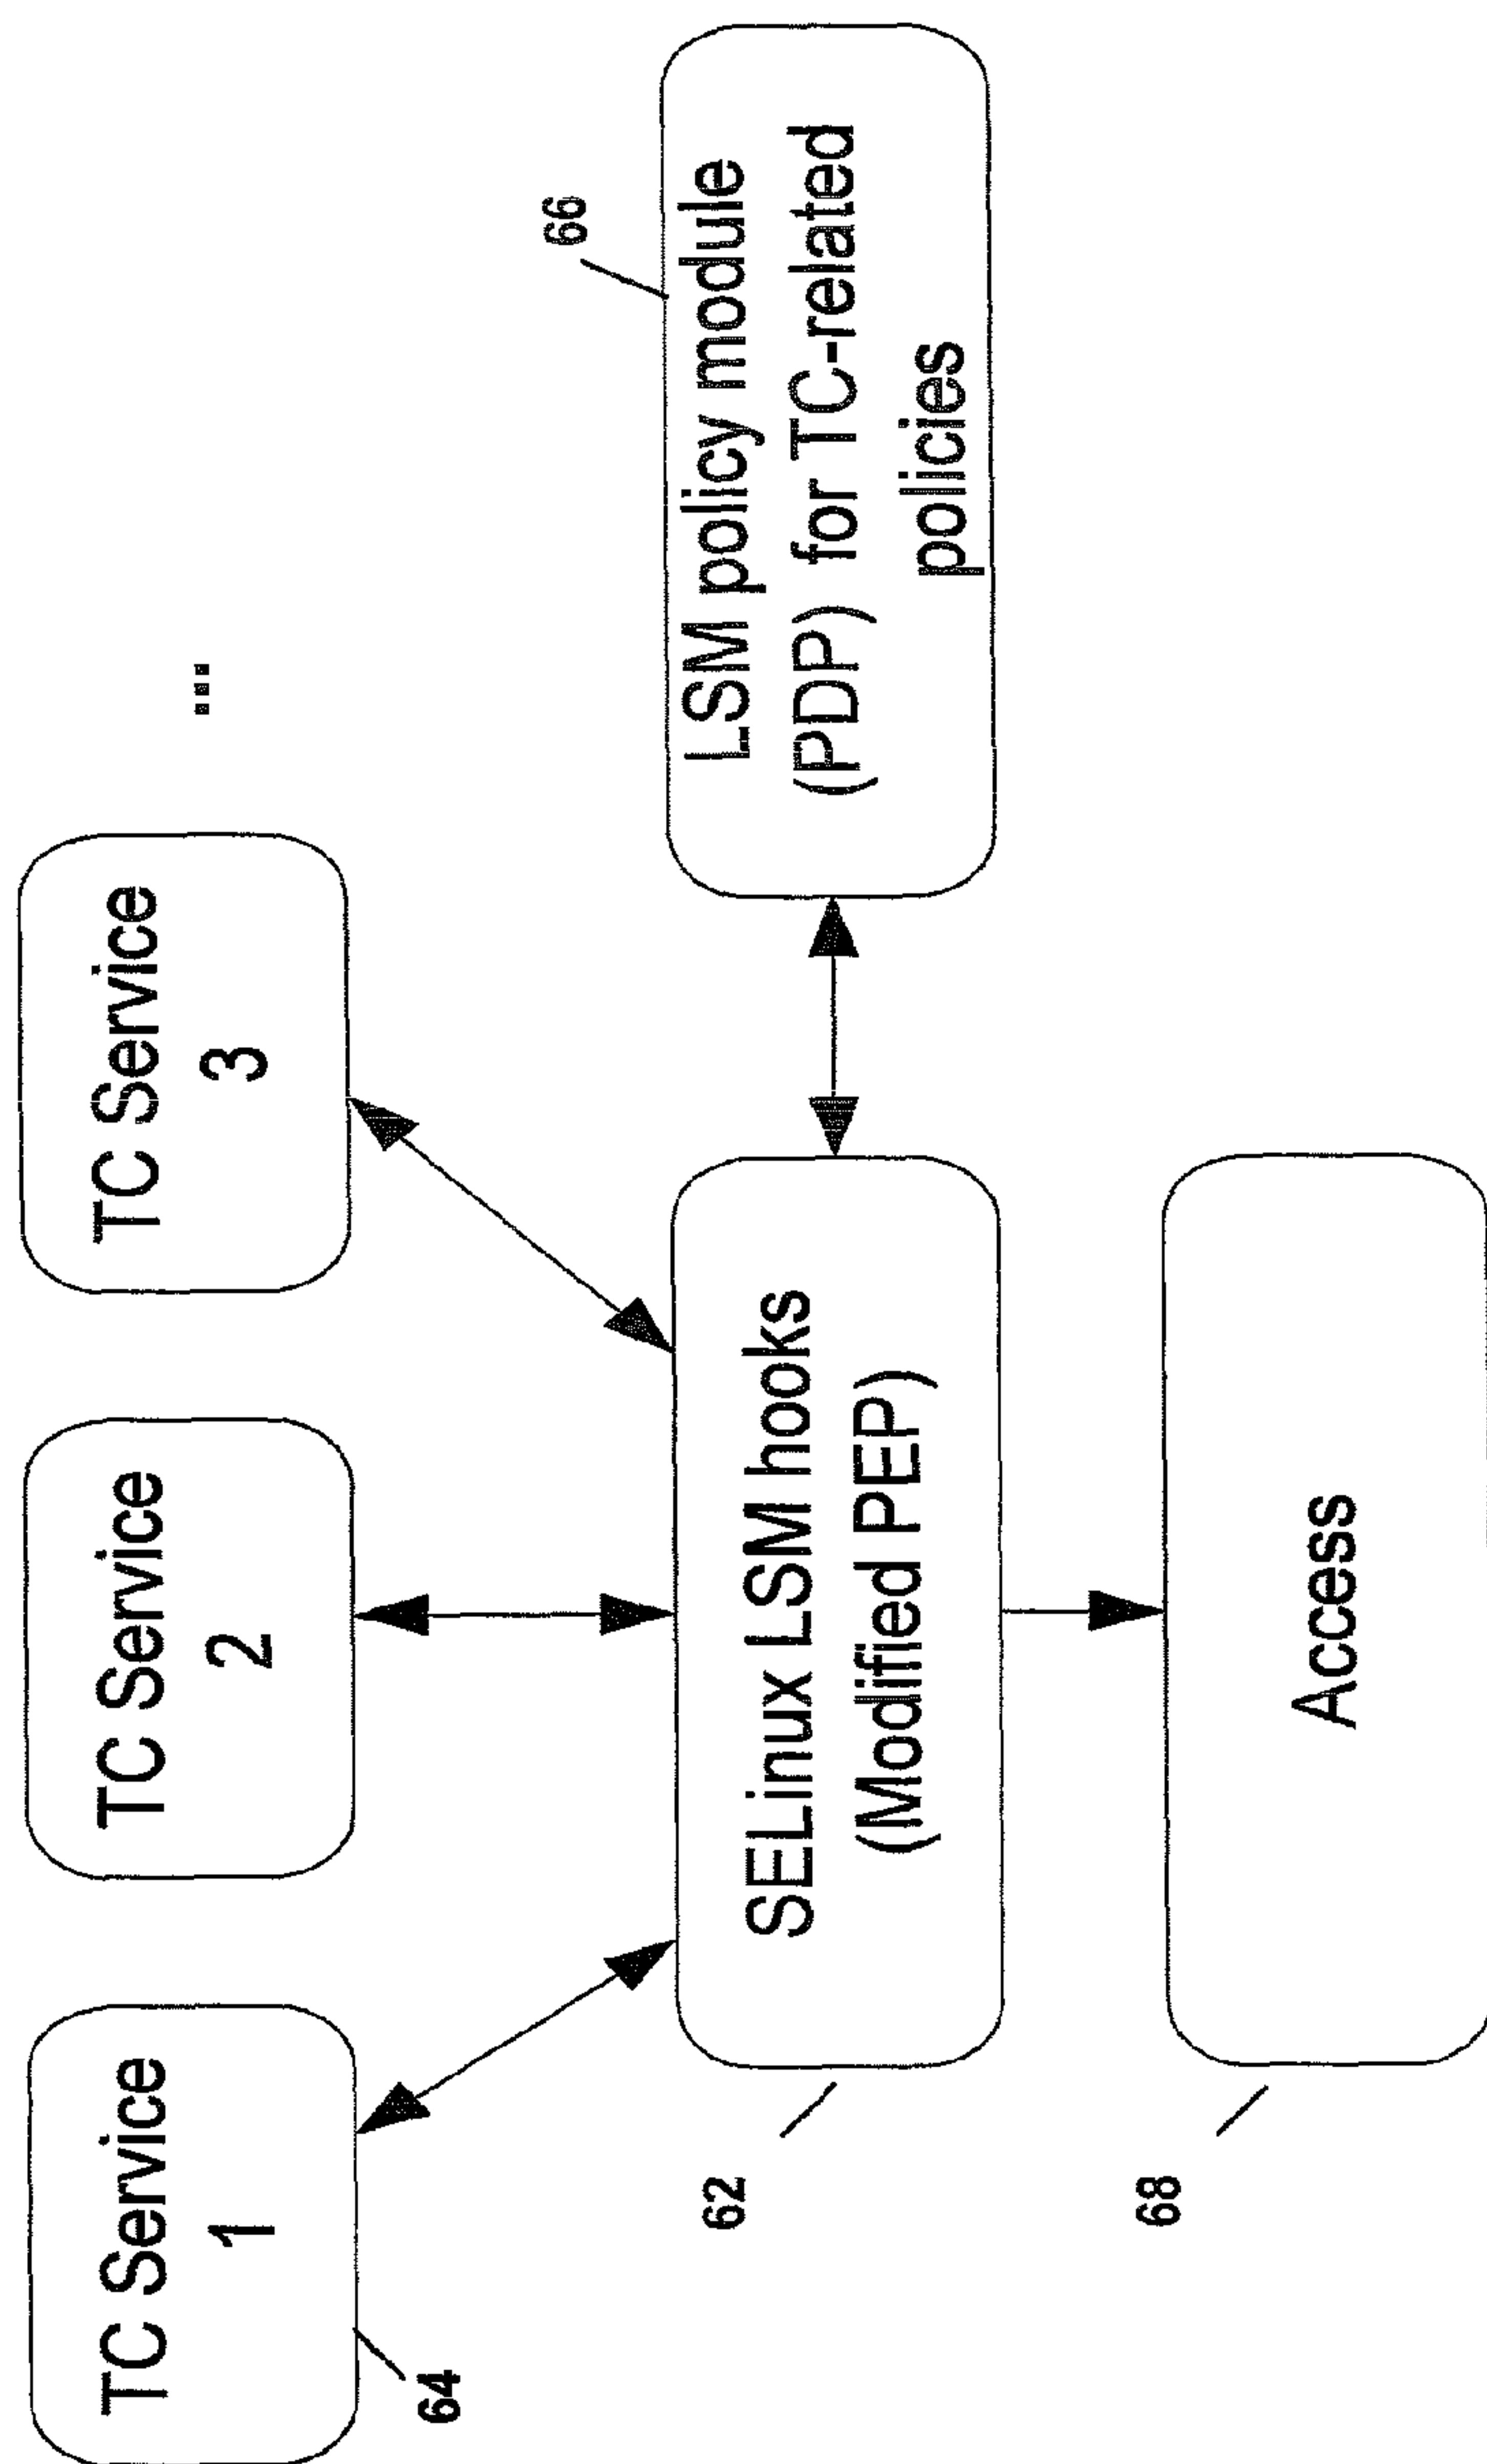 TC Service
1
TC Service
2
TC Service
3
...
64
66
SELinux LSM hooks
(Modified PEP)
LSM policy module
(PDP) for TC-related
policies
62
Access
68